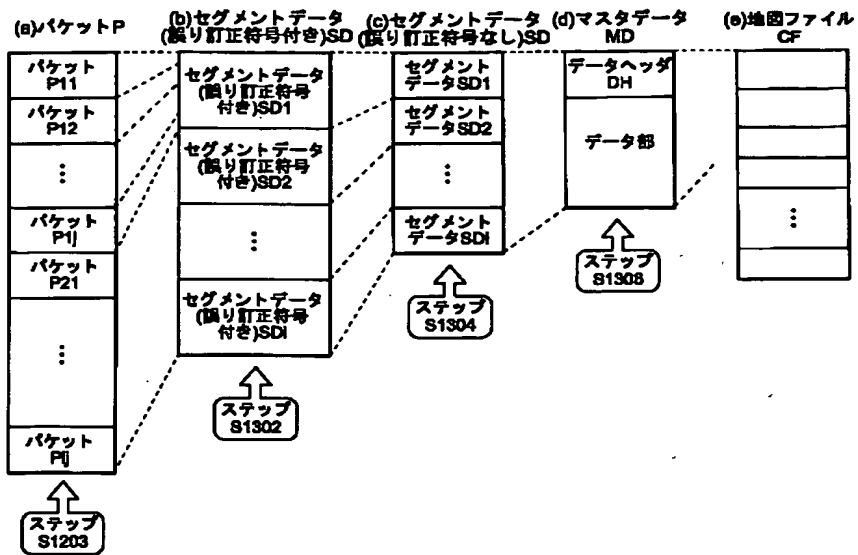 (a)パケットP
パケット
P11
パケット
P12
⋮
パケット
P1j
パケット
P21
⋮
パケット
Pij
ステップ
S1203
(b)セグメントデータ
(誤り訂正符号付き)SD
セグメントデータ
(誤り訂正符号
付き)SD1
セグメントデータ
(誤り訂正符号
付き)SD2
⋮
セグメントデータ
(誤り訂正符号
付き)SDi
ステップ
S1302
(c)セグメントデータ
(誤り訂正符号なし)SD
セグメント
データSD1
セグメント
データSD2
⋮
セグメント
データSDi
ステップ
S1304
(d)マスタデータ
MD
データヘッダ
DH
データ部
ステップ
S1306
(e)地図ファイル
CF
⋮